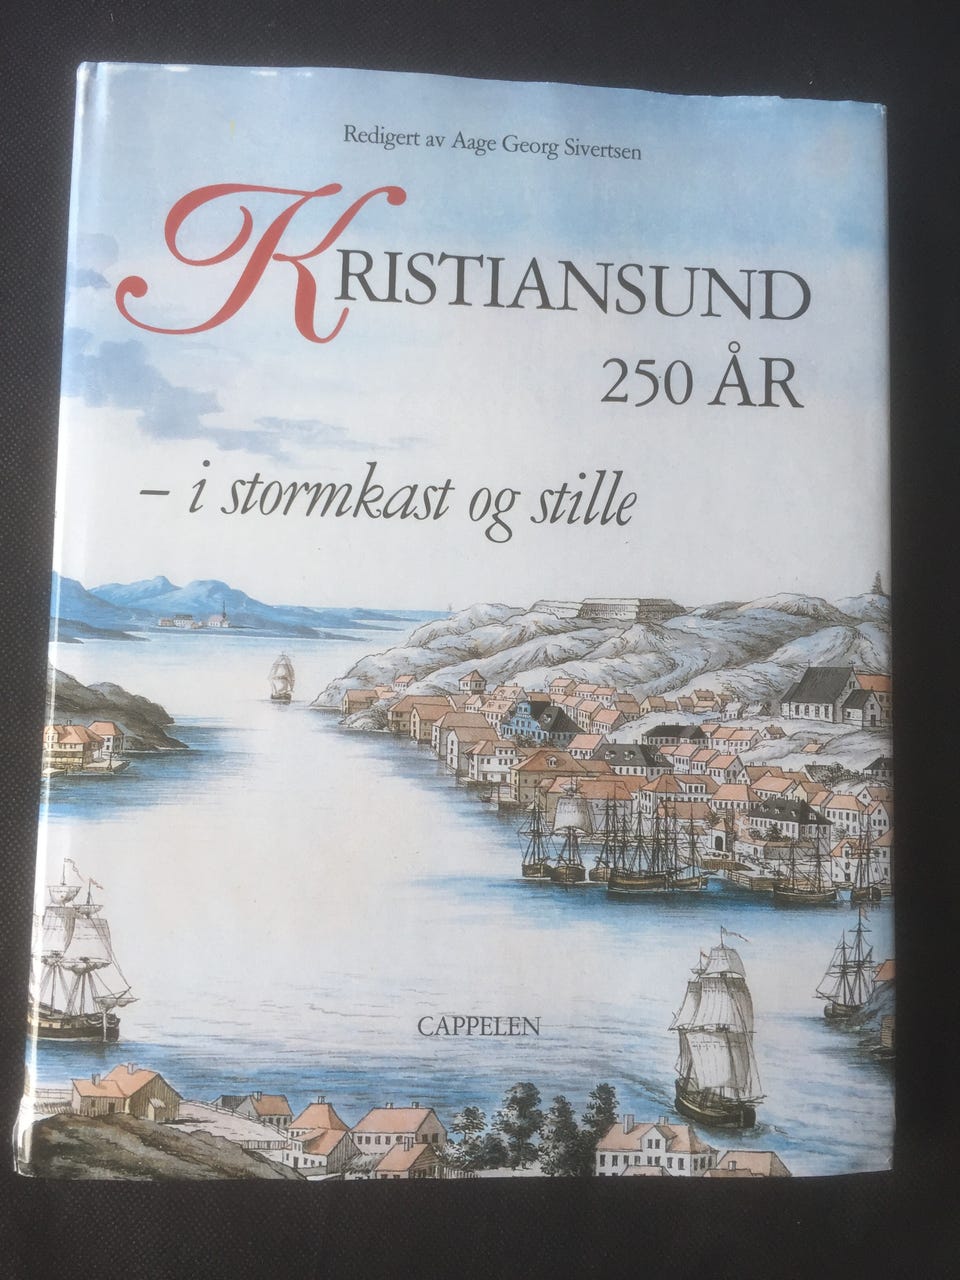 Redigert av Aage Georg Sivertsen
KRISTIANSUND
250 ÅR
– i stormkast og stille
CAPPELEN